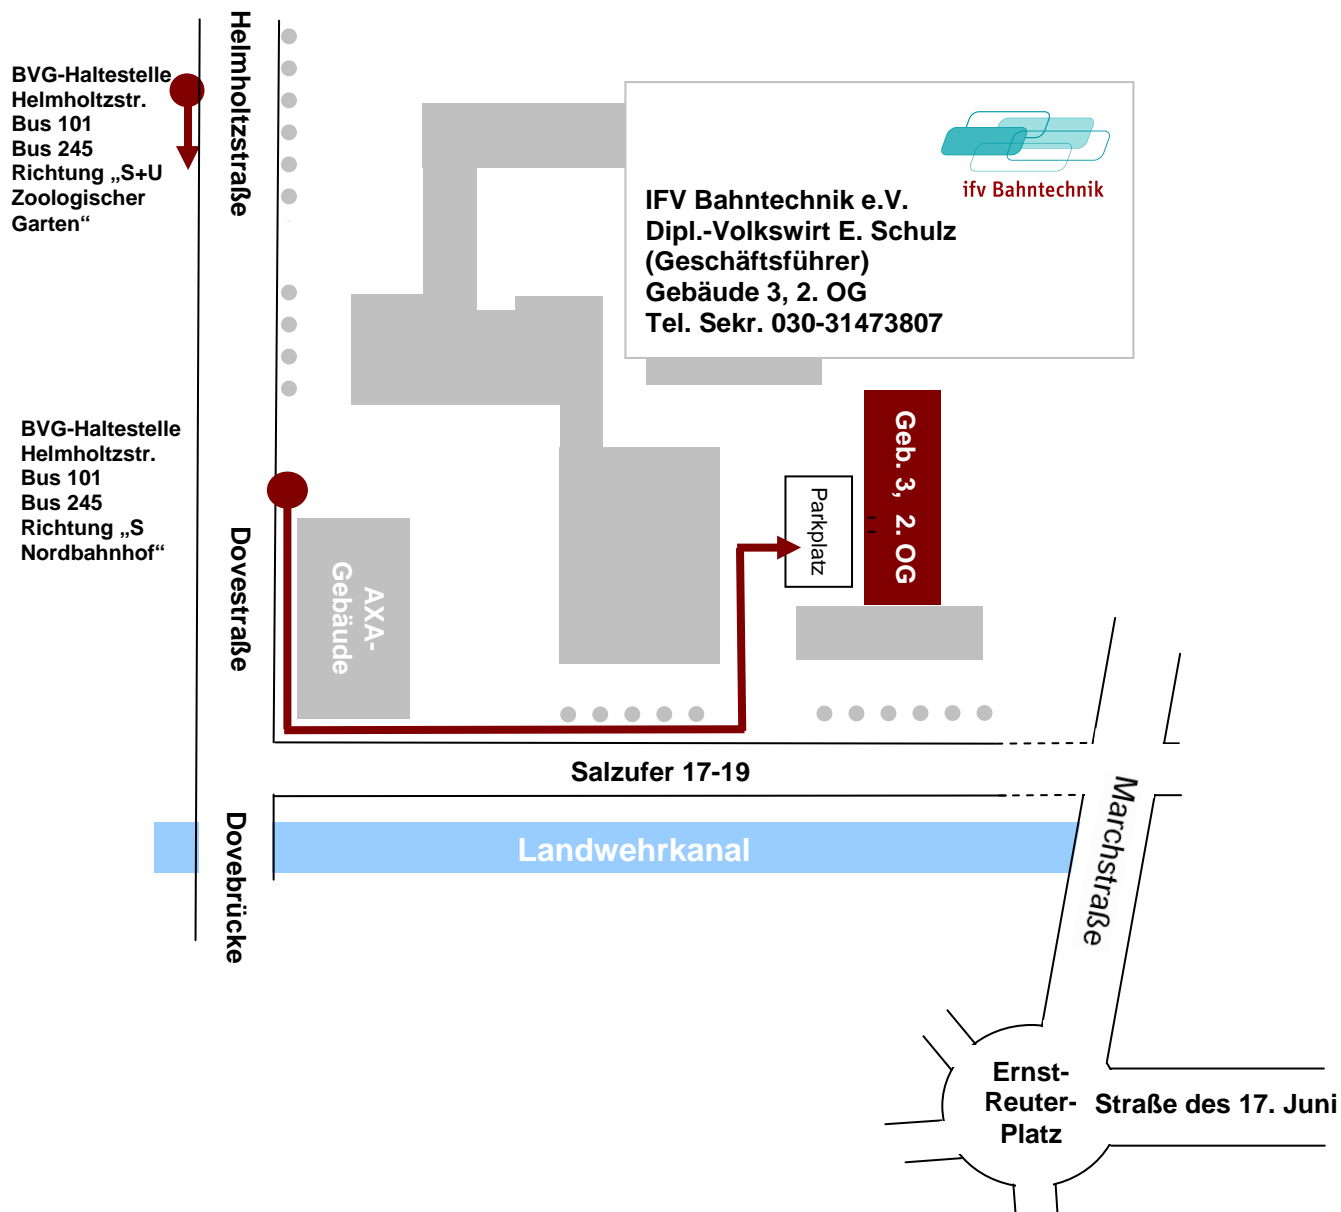 Helmholtzstraße
BVG-Haltestelle
Helmholtzstr.
Bus 101
Bus 245
Richtung „S+U
Zoologischer
Garten“
ifv Bahntechnik
IFV Bahntechnik e.V.
Dipl.-Volkswirt E. Schulz
(Geschäftsführer)
Gebäude 3, 2. OG
Tel. Sekr. 030-31473807
BVG-Haltestelle
Helmholtzstr.
Bus 101
Bus 245
Richtung „S
Nordbahnhof“
Dovestraße
AXA-
Gebäude
Parkplatz
Geb. 3, 2. OG
Salzufer 17-19
Landwehrkanal
Dovebrücke
Marchstraße
Ernst-
Reuter-
Platz
Straße des 17. Juni